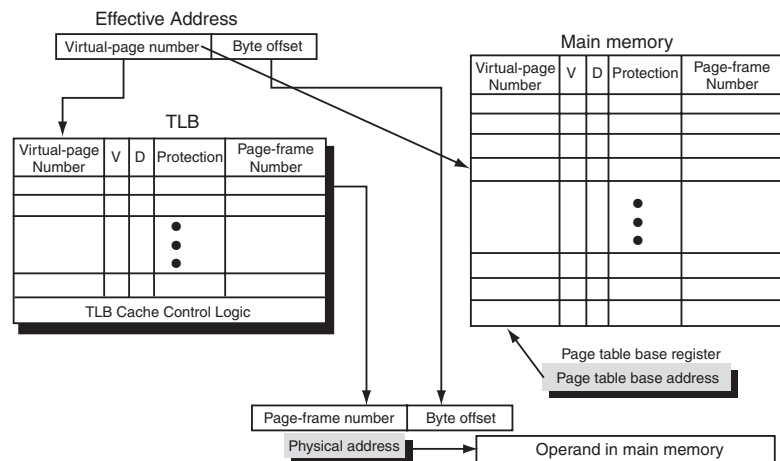 Effective Address
Virtual-page number Byte offset
TLB
Virtual-page Number V D Protection Page-frame Number
TLB Cache Control Logic
Main memory
Virtual-page Number V D Protection Page-frame Number
Page table base register
Page table base address
Page-frame number Byte offset
Physical address
Operand in main memory